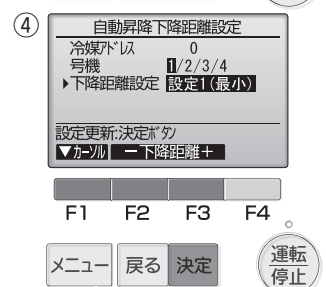 ④
自動昇降下降距離設定
冷媒ｱﾄﾞﾚｽ 0
号機 1/2/3/4
▶下降距離設定 設定1(最小)
設定更新:決定ﾎﾞﾀﾝ
▼ｶｰｿﾙ －下降距離＋
F1 F2 F3 F4
メニュー 戻る 決定
運転
停止